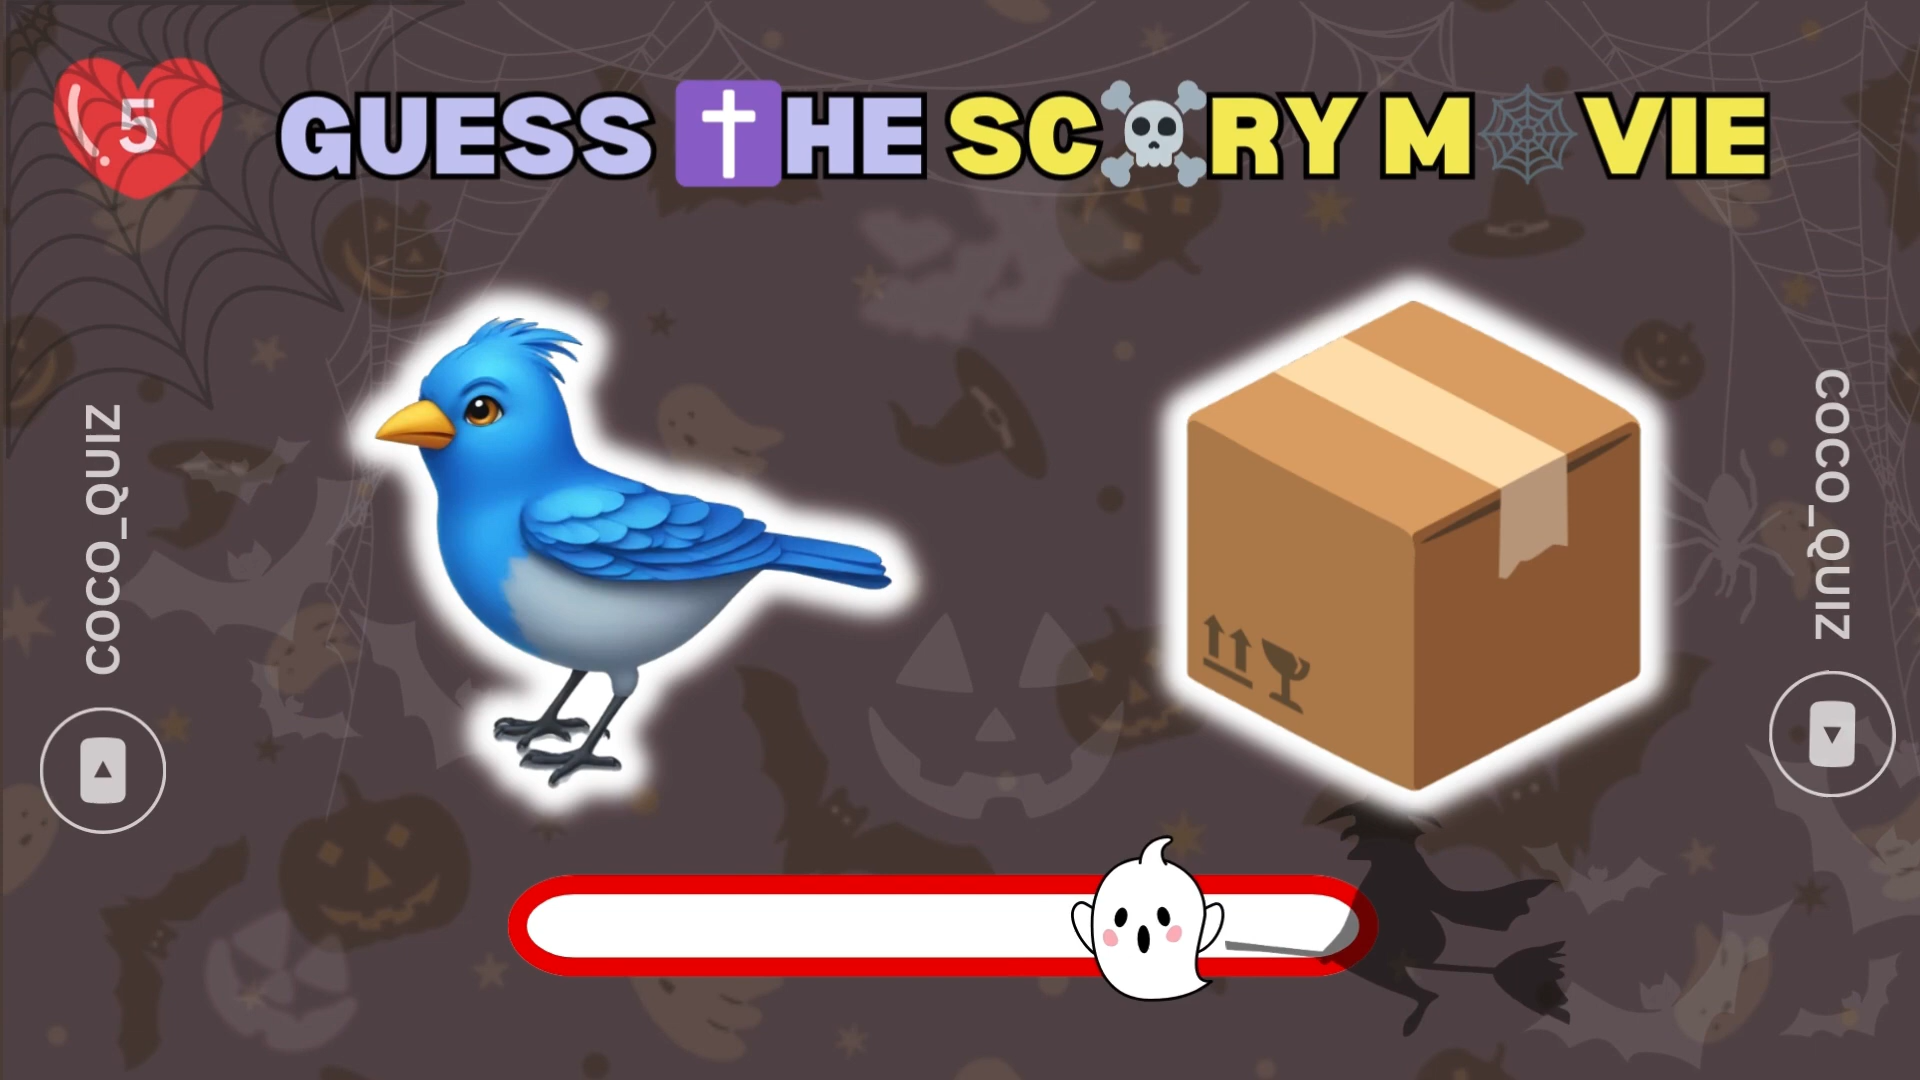 5
GUESS ✝HE SC☠RY M🕸VIE
COCO_QUIZ
COCO_QUIZ